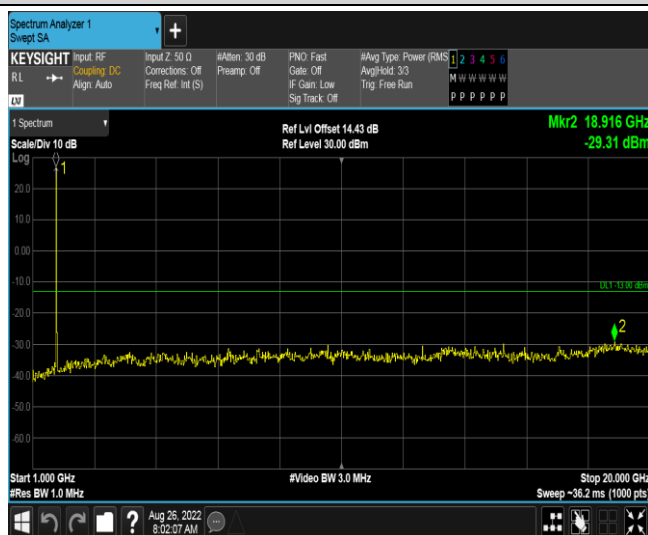 Spectrum Analyzer 1
Swept SA
+
KEYSIGHT
RL
LXI
Input: RF
Coupling: DC
Align: Auto
Input Z: 50 Ω
Corrections: Off
Freq Ref: Int (S)
#Atten: 30 dB
Preamp: Off
PNO: Fast
Gate: Off
IF Gain: Low
Sig Track: Off
#Avg Type: Power (RMS
Avg|Hold: 3/3
Trig: Free Run
1 2 3 4 5 6
M W W W W W
P P P P P P
1 Spectrum
Scale/Div 10 dB
Ref Lvl Offset 14.43 dB
Ref Level 30.00 dBm
Mkr2 18.916 GHz
-29.31 dBm
Log
1
20.0
10.0
0.00
-10.0
DL1 -13.00 dBm
2
-40.0
-50.0
-60.0
Start 1.000 GHz
#Res BW 1.0 MHz
#Video BW 3.0 MHz
Stop 20.000 GHz
Sweep ~36.2 ms (1000 pts)
?
Aug 26, 2022
8:02:07 AM